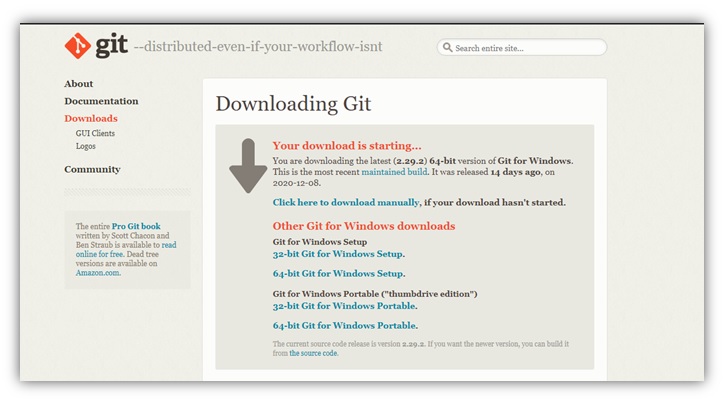 git --distributed-even-if-your-workflow-isnt
Search entire site...
About
Documentation
Downloads
GUI Clients
Logos
Community
The entire Pro Git book
written by Scott Chacon and
Ben Straub is available to read
online for free. Dead tree
versions are available on
Amazon.com.
Downloading Git
Your download is starting...
You are downloading the latest (2.29.2) 64-bit version of Git for Windows.
This is the most recent maintained build. It was released 14 days ago, on
2020-12-08.
Click here to download manually, if your download hasn't started.
Other Git for Windows downloads
Git for Windows Setup
32-bit Git for Windows Setup.
64-bit Git for Windows Setup.
Git for Windows Portable ("thumbdrive edition")
32-bit Git for Windows Portable.
64-bit Git for Windows Portable.
The current source code release is version 2.29.2. If you want the newer version, you can build it
from the source code.